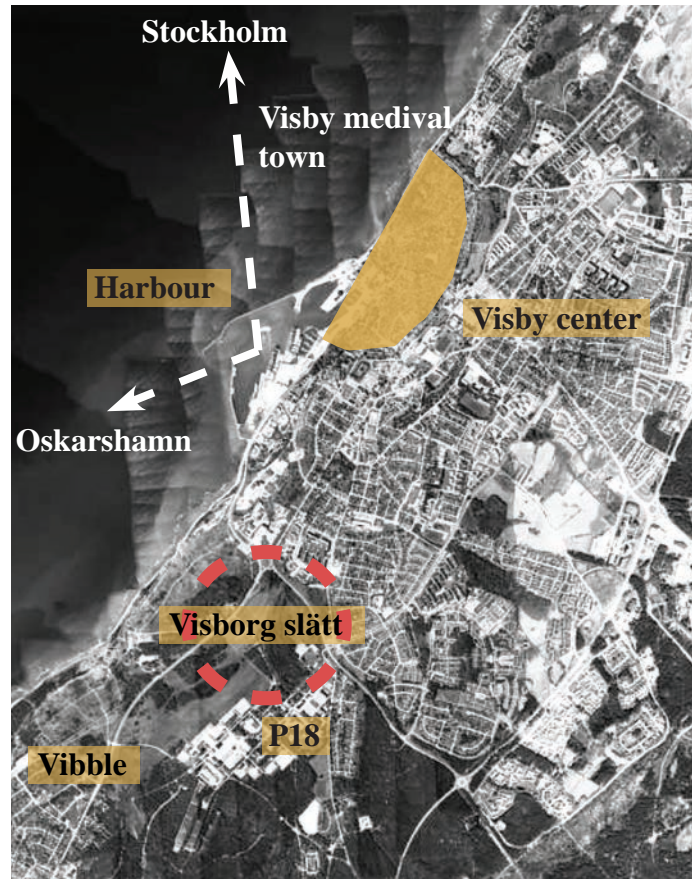 Stockholm
Visby medival
town
Harbour
Visby center
Oskarshamn
Visborg slätt
P18
Vibble